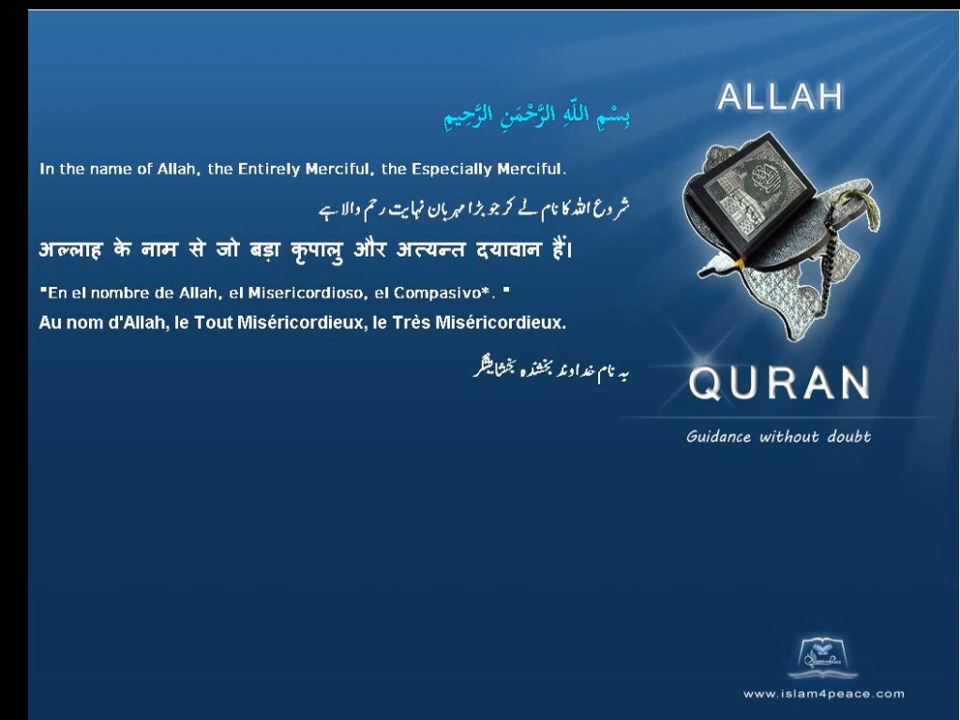 بِسْمِ اللّهِ الرَّحْمَنِ الرَّحِيمِ
In the name of Allah, the Entirely Merciful, the Especially Merciful.
شروع الله کا نام لے کر جو بڑا مہربان نہایت رحم والا ہے
अल्लाह के नाम से जो बड़ा कृपालु और अत्यन्त दयावान हैं।
"En el nombre de Allah, el Misericordioso, el Compasivo*. "
Au nom d'Allah, le Tout Miséricordieux, le Très Miséricordieux.
به نام خداوند بخشنده بخشایشگر
ALLAH
QURAN
Guidance without doubt
www.islam4peace.com